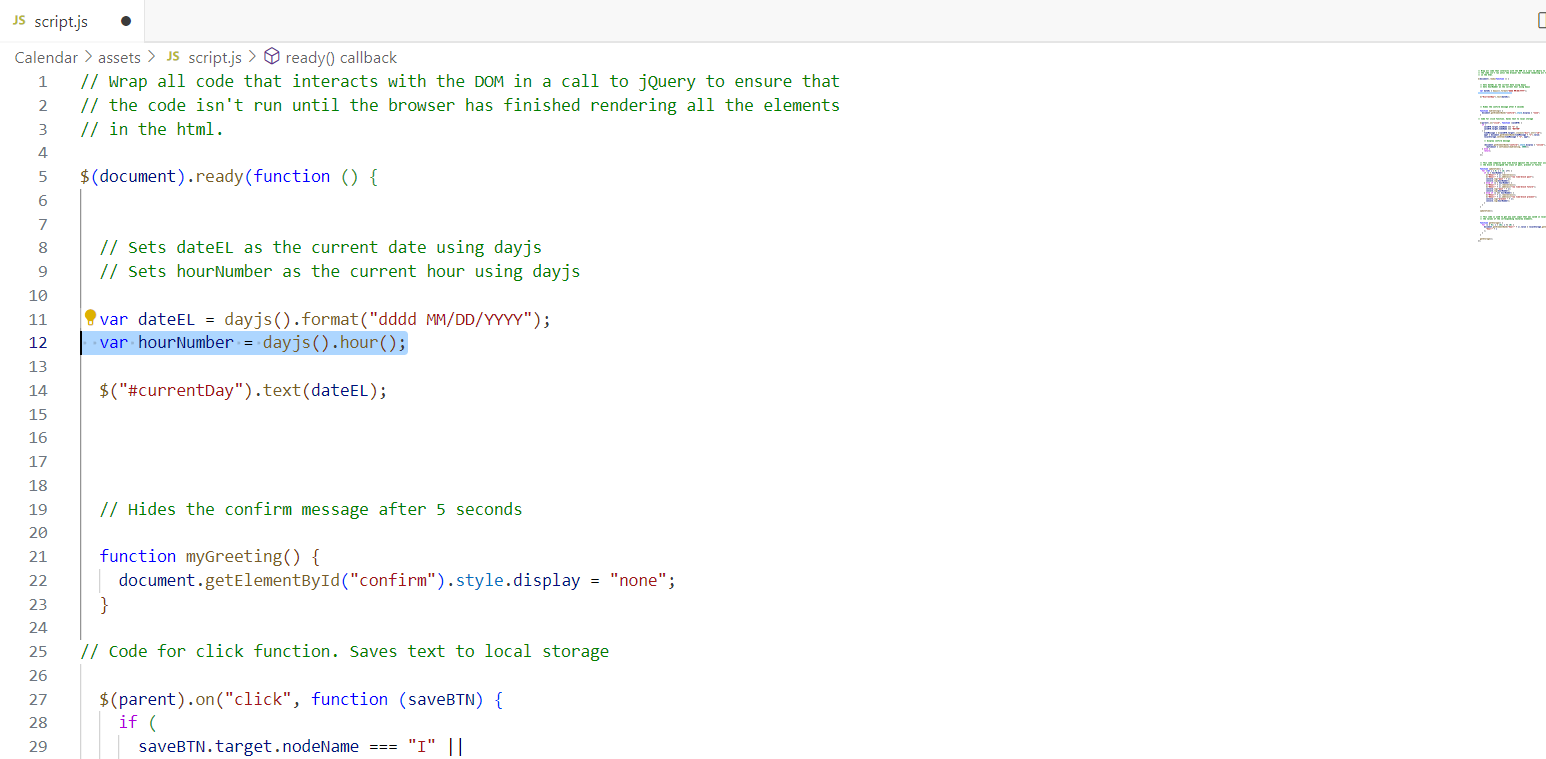 JS script.js
Calendar > assets > JS script.js > ready() callback
1 // Wrap all code that interacts with the DOM in a call to jQuery to ensure that
2 // the code isn't run until the browser has finished rendering all the elements
3 // in the html.
4
5 $(document).ready(function () {
6
7
8 // Sets dateEL as the current date using dayjs
9 // Sets hourNumber as the current hour using dayjs
10
11 var dateEL = dayjs().format("dddd MM/DD/YYYY");
12 var hourNumber = dayjs().hour();
13
14 $("#currentDay").text(dateEL);
15
16
17
18
19 // Hides the confirm message after 5 seconds
20
21 function myGreeting() {
22 document.getElementById("confirm").style.display = "none";
23 }
24
25 // Code for click function. Saves text to local storage
26
27 $(parent).on("click", function (saveBTN) {
28 if (
29 saveBTN.target.nodeName === "I" ||